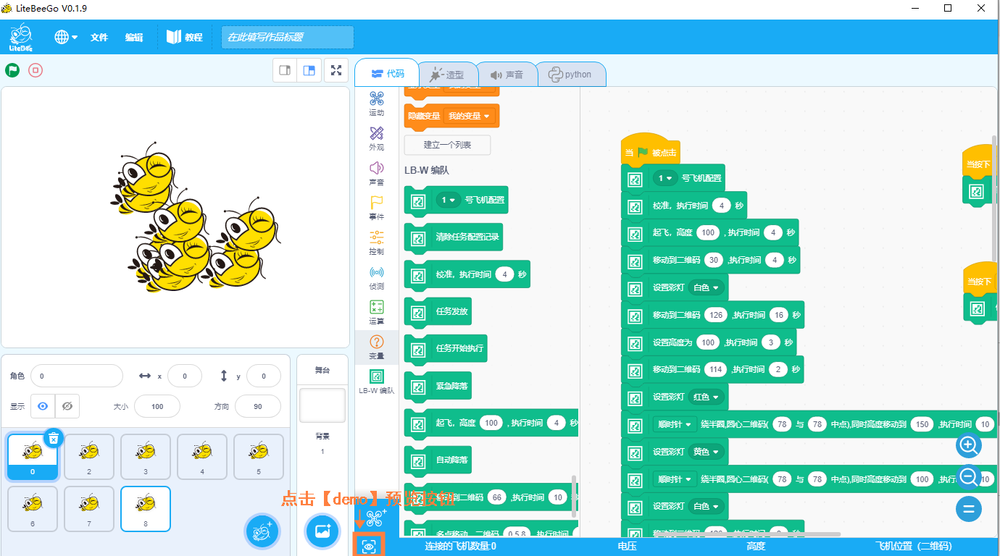 LiteBeeGo V0.1.9
LiteBee 文件 编辑 教程 在此填写作品标题
代码 造型 声音 python
运动
外观
声音
事件
控制
侦测
运算
变量
LB-W 编队
隐藏变量 我的变量
建立一个列表
LB-W 编队
1 号飞机配置
清除任务配置记录
校准，执行时间 4 秒
任务发放
任务开始执行
紧急降落
起飞，高度 100 ，执行时间 4 秒
自动降落
移动到二维码 66 ,执行时间 10
多点移动，二维码 0,5,8 执行时间
当 被点击
1 号飞机配置
校准，执行时间 4 秒
起飞，高度 100 ，执行时间 4 秒
移动到二维码 30 ,执行时间 4 秒
设置彩灯 白色
移动到二维码 126 ,执行时间 16 秒
设置高度为 100 ,执行时间 3 秒
移动到二维码 114 ,执行时间 2 秒
设置彩灯 红色
顺时针 绕半圆,圆心二维码( 78 与 78 中点),同时高度移动到 150 ,执行时间 10
设置彩灯 黄色
顺时针 绕半圆,圆心二维码( 78 与 78 中点),同时高度移动到 100 ,执行 10
设置彩灯 白色
当按下
当按下
角色 0 x 0 y 0
显示 大小 100 方向 90
0 2 3 4 5
6 7 8
舞台
背景
1
点击【demo】预览按钮
连接的飞机数量:0 电压 高度 飞机位置（二维码）